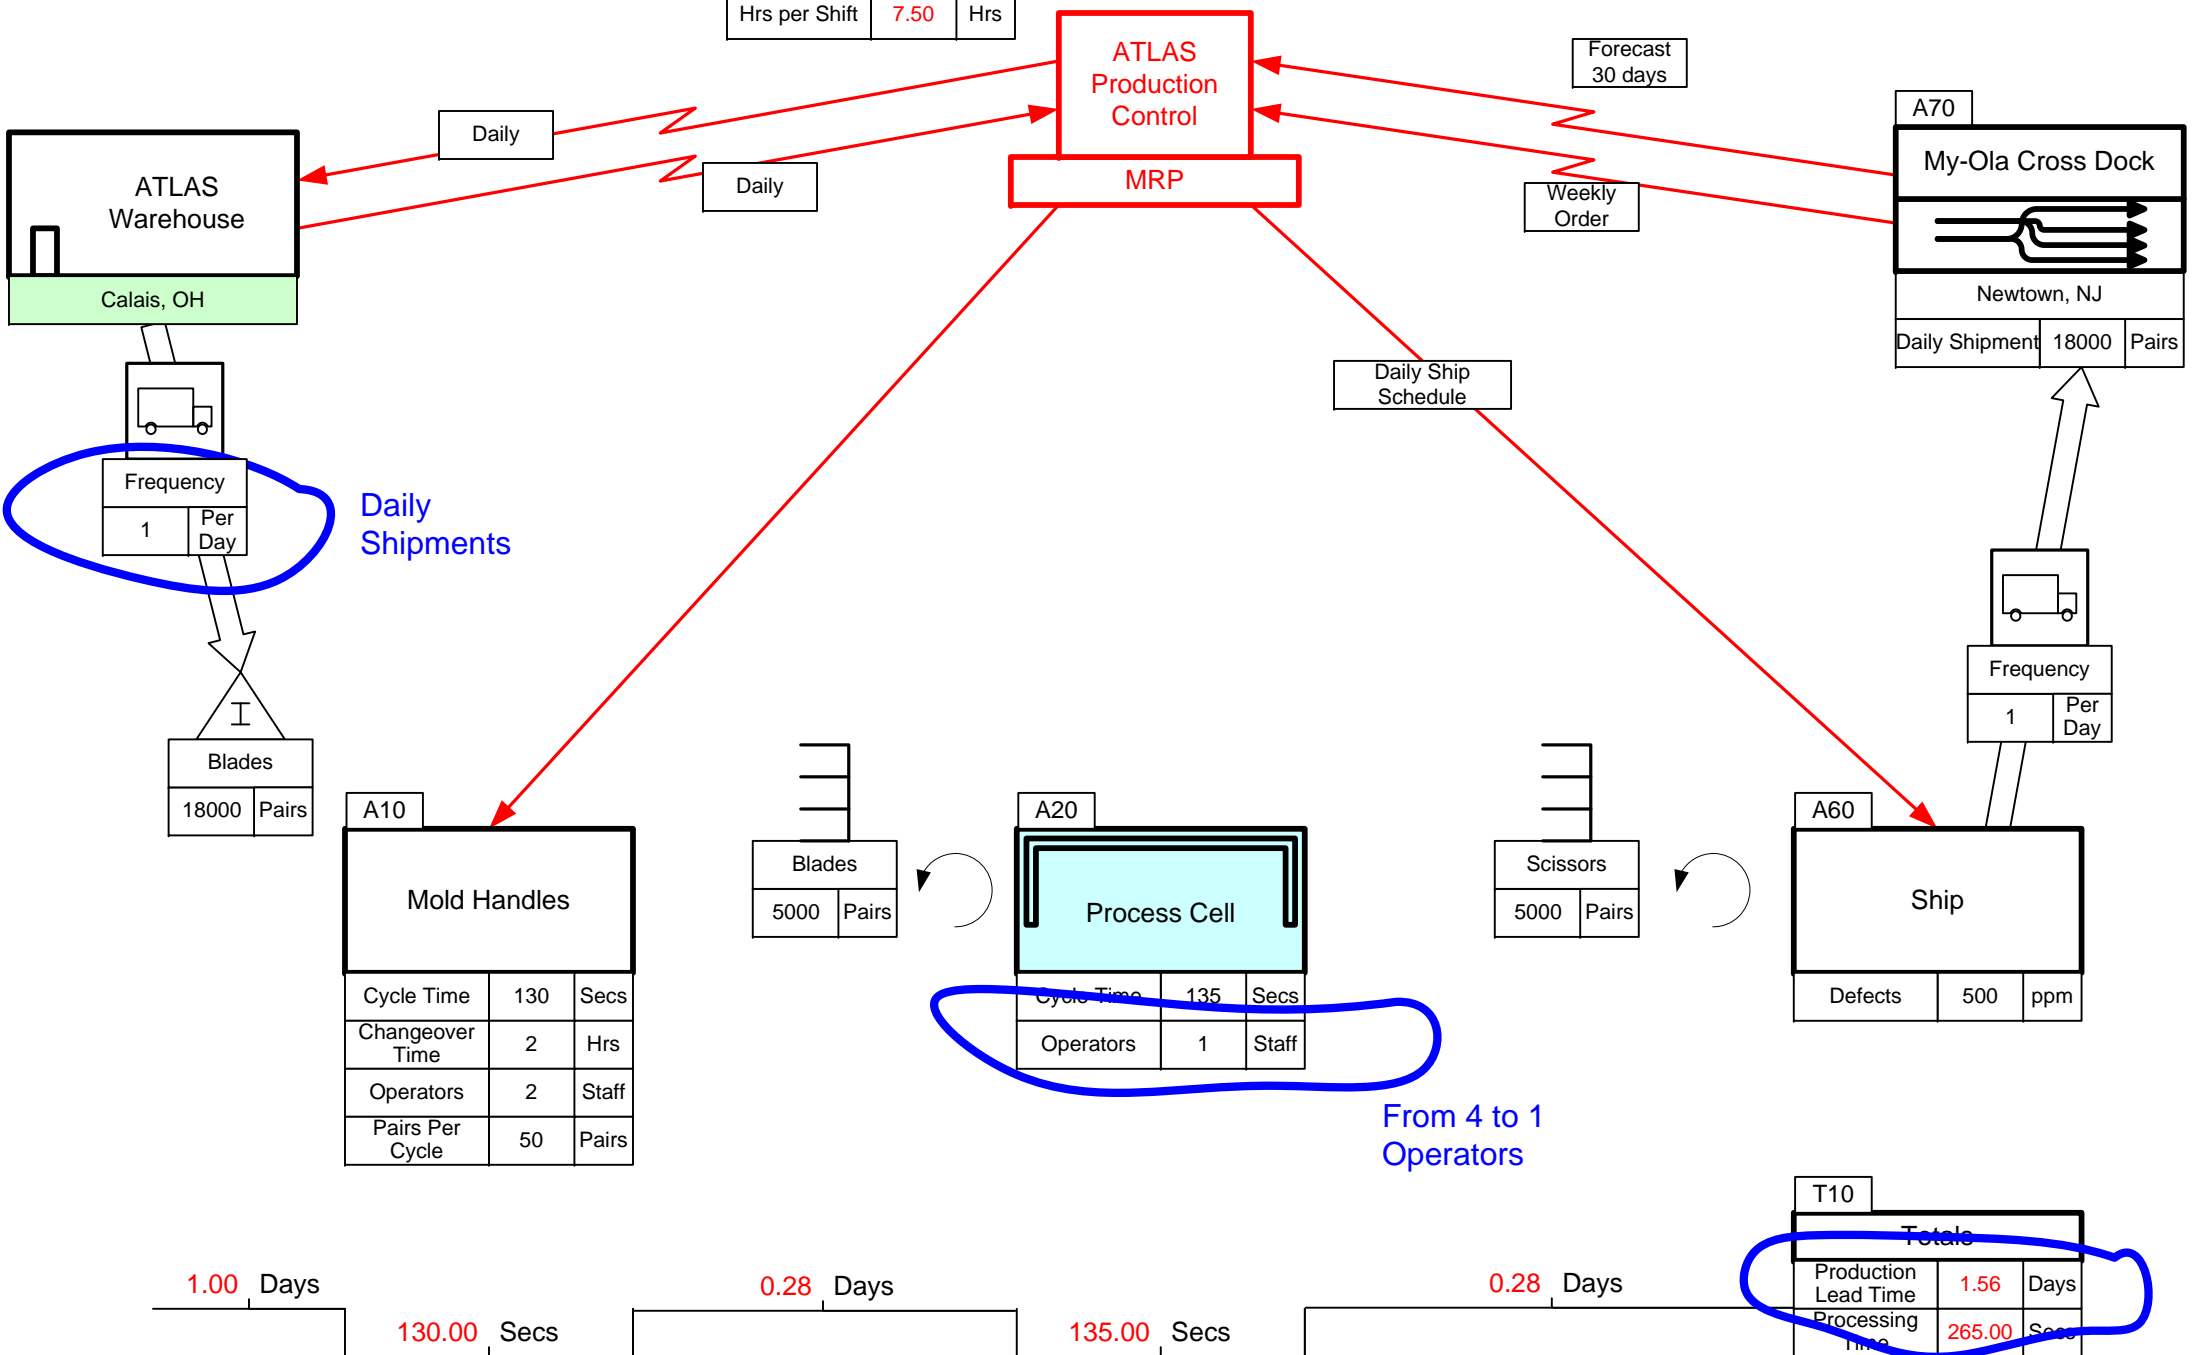 Hrs per Shift 7.50 Hrs
ATLAS
Production
Control
MRP
Forecast
30 days
A70
My-Ola Cross Dock
Newtown, NJ
Daily Shipment 18000 Pairs
Daily
Daily
Weekly
Order
ATLAS
Warehouse
Calais, OH
Frequency
1 Per
Day
Daily
Shipments
Daily Ship
Schedule
Frequency
1 Per
Day
I
Blades
18000 Pairs
A10
Mold Handles
Cycle Time 130 Secs
Changeover
Time 2 Hrs
Operators 2 Staff
Pairs Per
Cycle 50 Pairs
Blades
5000 Pairs
A20
Process Cell
Cycle Time 135 Secs
Operators 1 Staff
From 4 to 1
Operators
Scissors
5000 Pairs
A60
Ship
Defects 500 ppm
T10
Totals
Production
Lead Time 1.56 Days
Processing
Time 265.00 Secs
1.00 Days
130.00 Secs
0.28 Days
135.00 Secs
0.28 Days